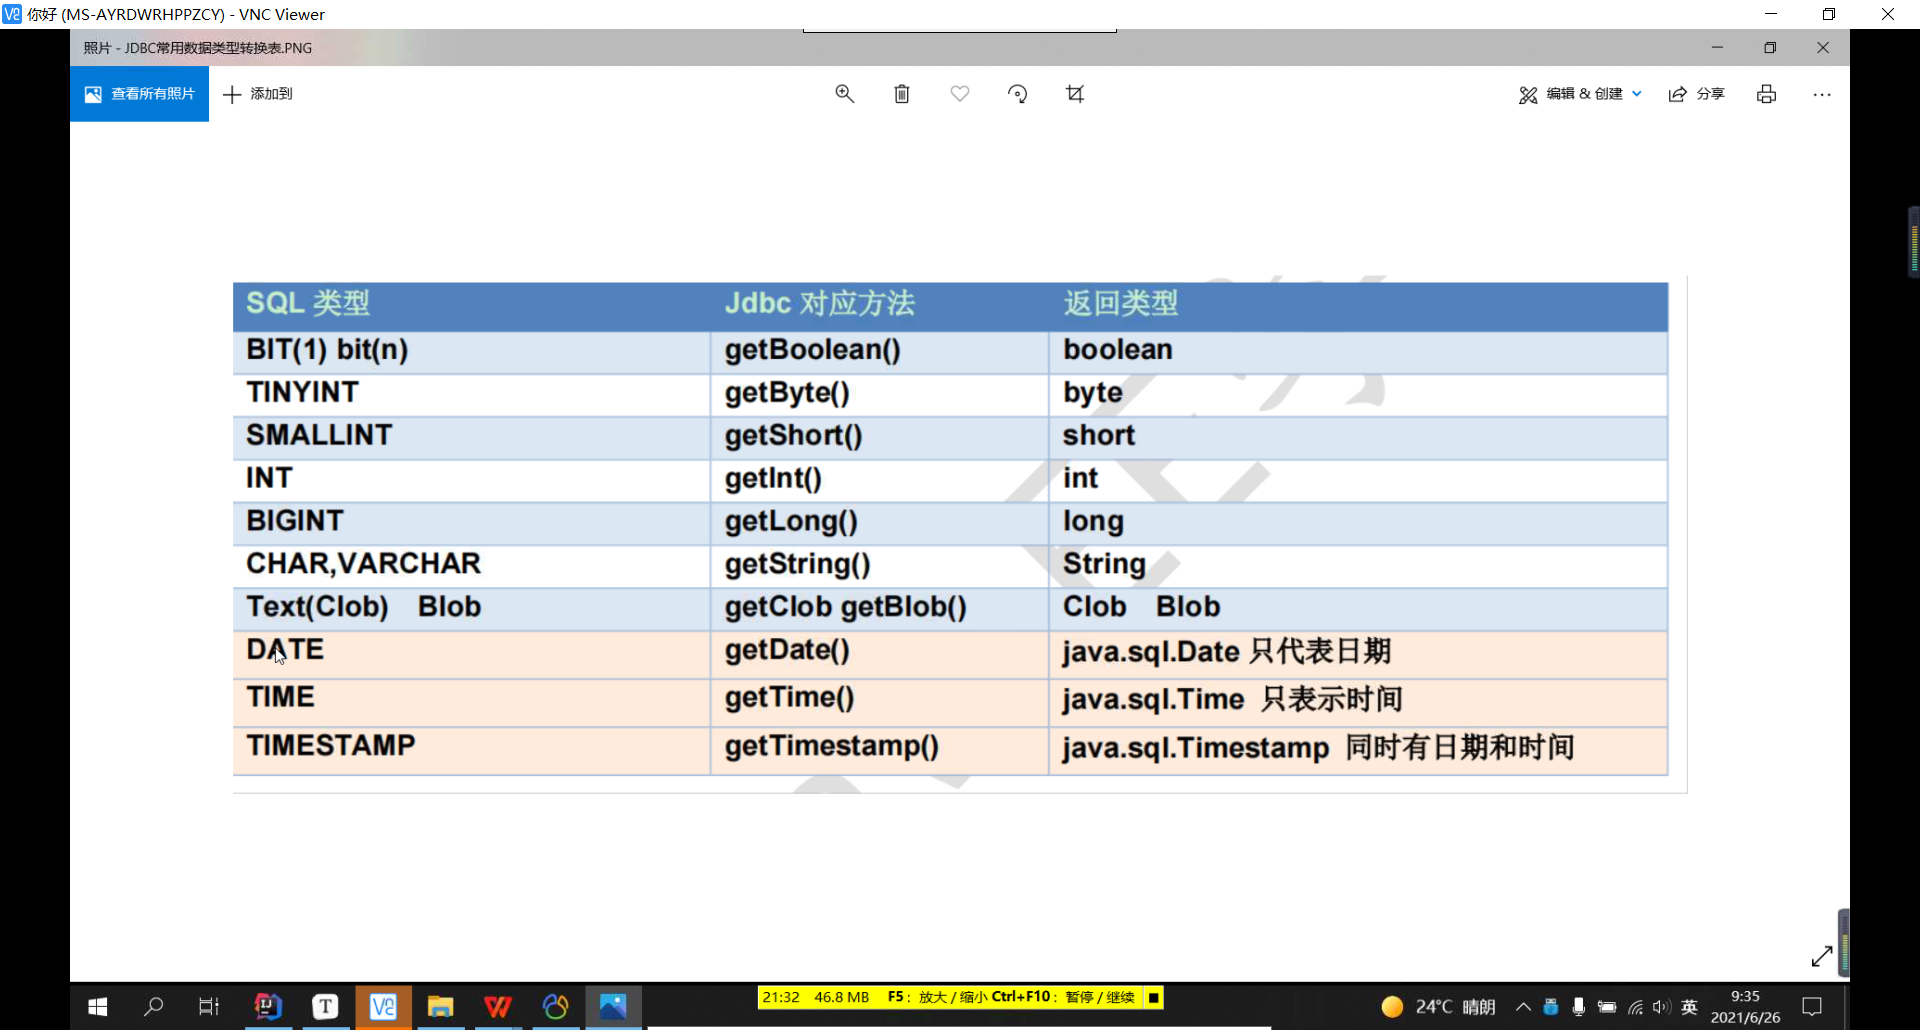 你好 (MS-AYRDWRHPPZCY) - VNC Viewer
照片 - JDBC常用数据类型转换表.PNG
查看所有照片 添加到 编辑 & 创建 分享
SQL 类型 Jdbc 对应方法 返回类型
BIT(1) bit(n) getBoolean() boolean
TINYINT getByte() byte
SMALLINT getShort() short
INT getInt() int
BIGINT getLong() long
CHAR,VARCHAR getString() String
Text(Clob) Blob getClob getBlob() Clob Blob
DATE getDate() java.sql.Date 只代表日期
TIME getTime() java.sql.Time 只表示时间
TIMESTAMP getTimestamp() java.sql.Timestamp 同时有日期和时间
21:32 46.8 MB F5: 放大 / 缩小 Ctrl+F10: 暂停 / 继续
24°C 晴朗 英 9:35
2021/6/26